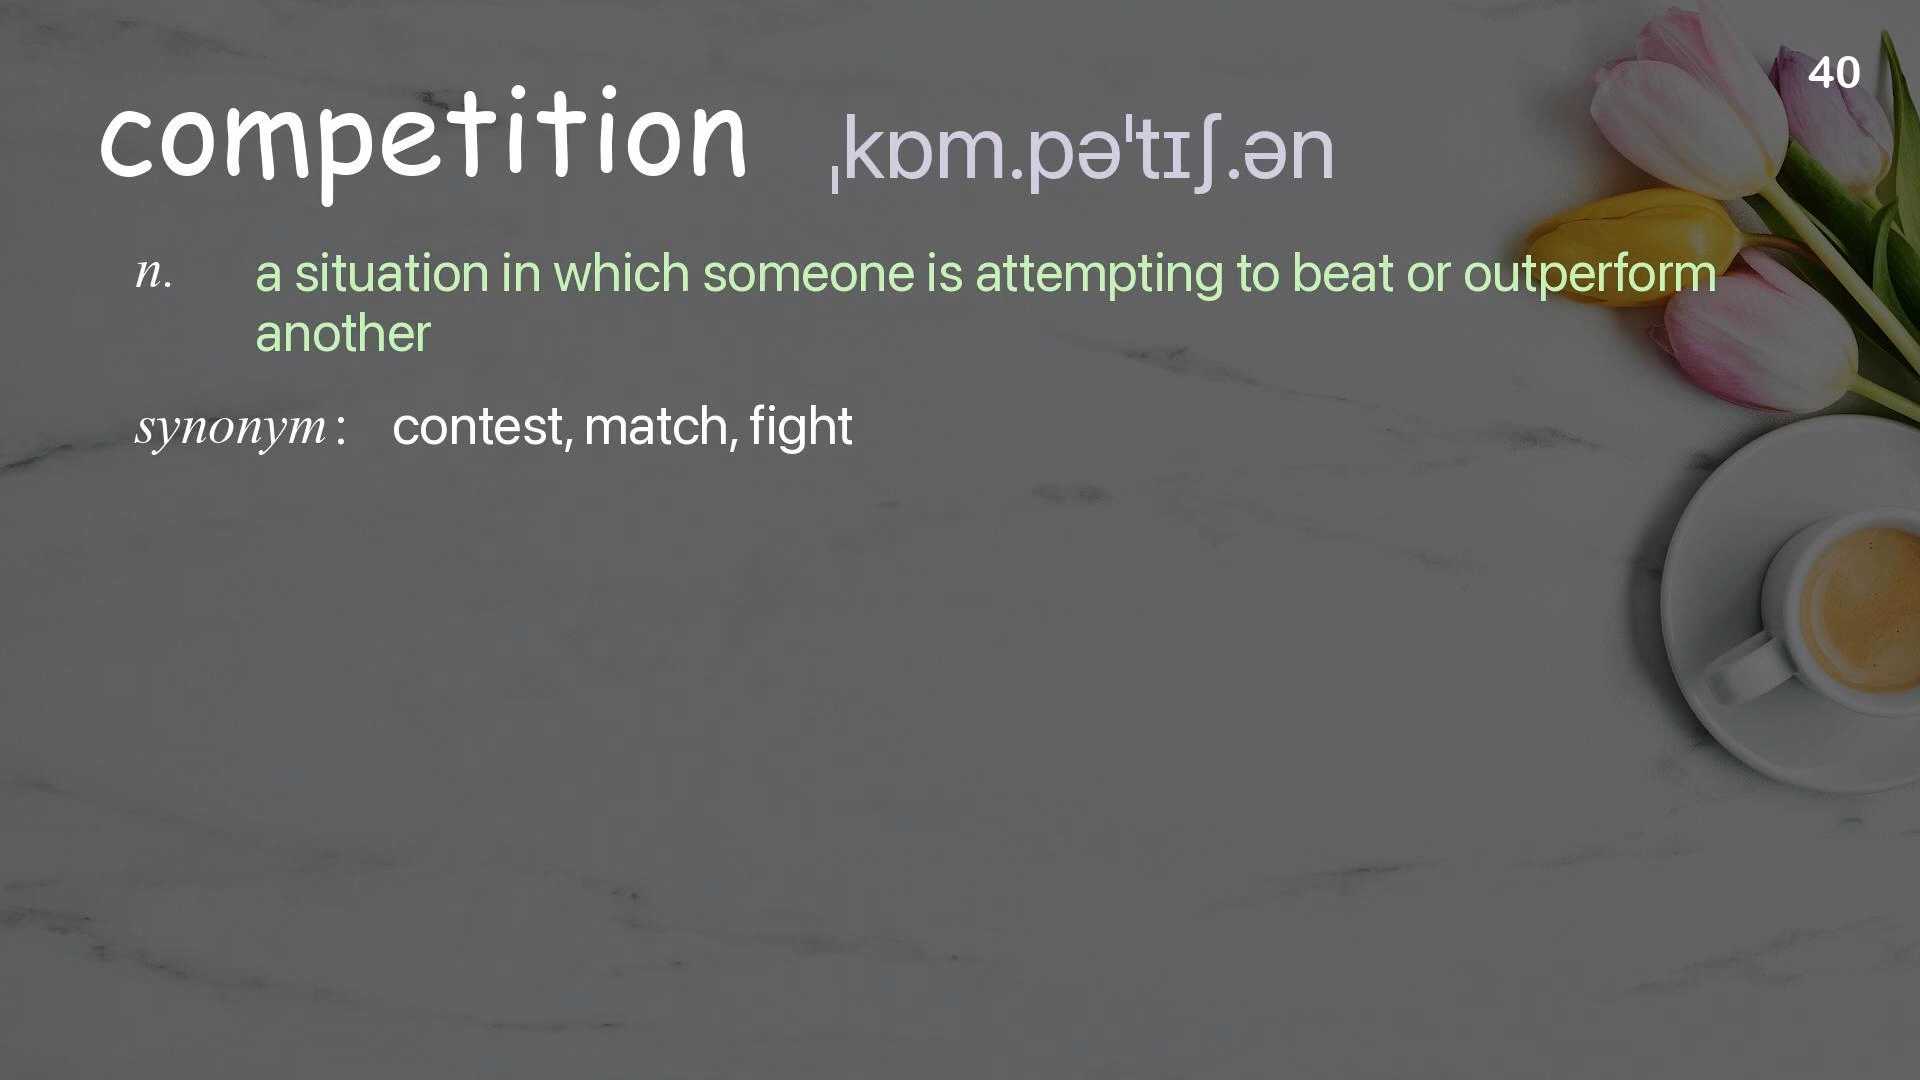 40
competition ˌkɒm.pəˈtɪʃ.ən
n. a situation in which someone is attempting to beat or outperform
another
synonym: contest, match, fight